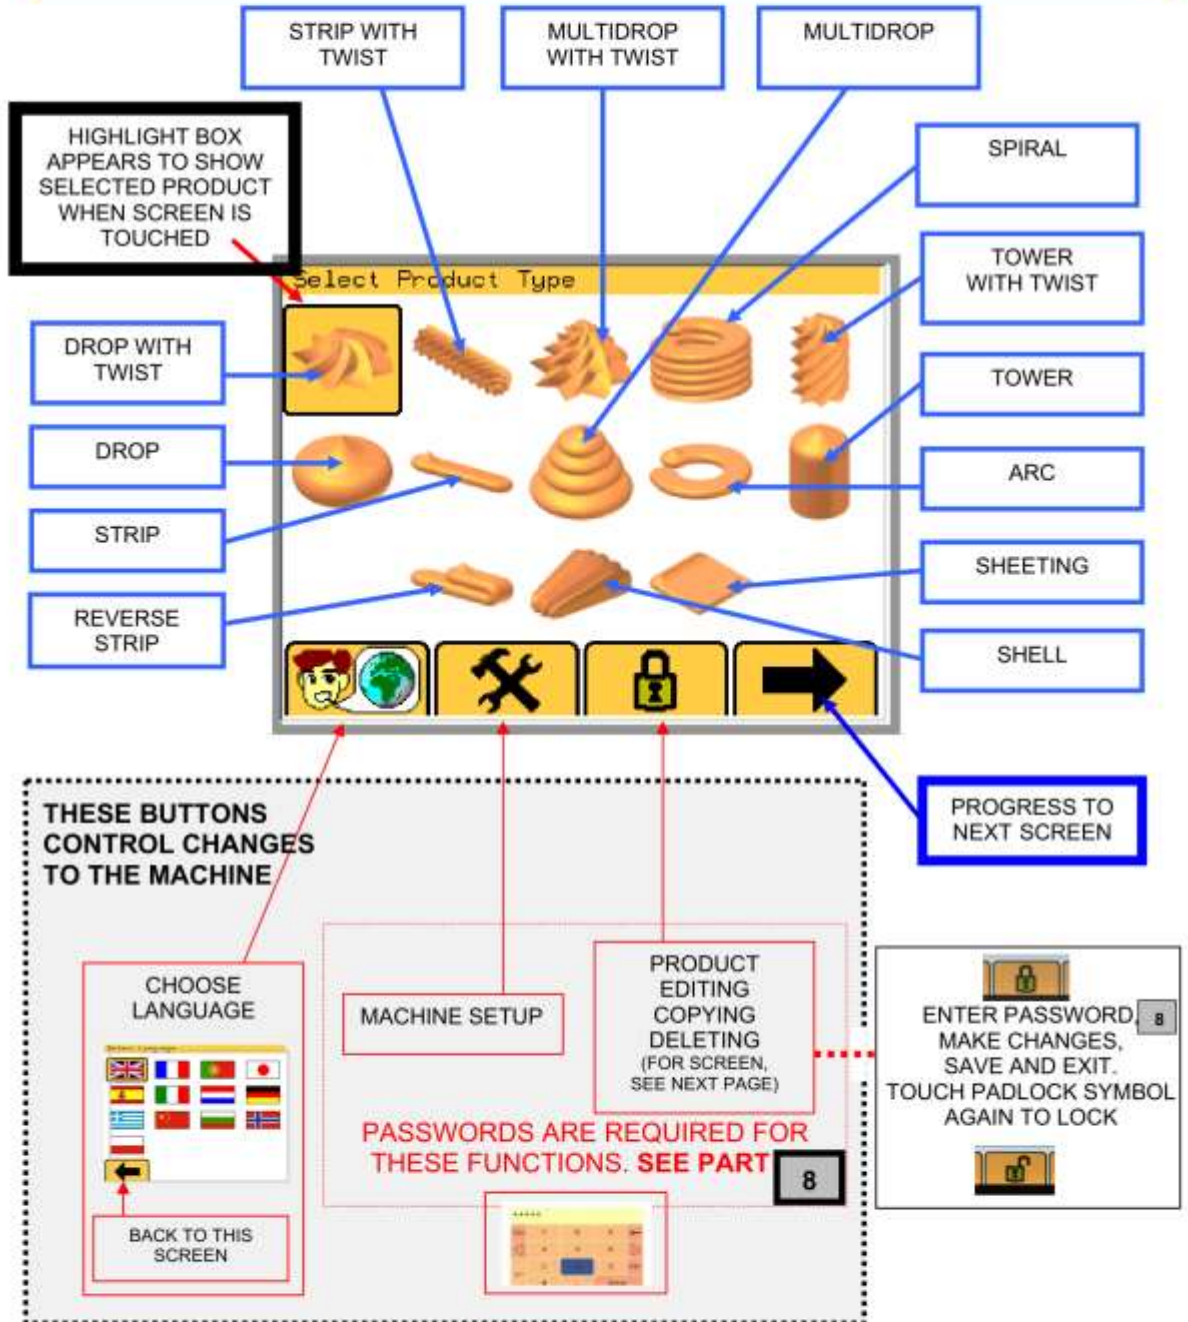 STRIP WITH
TWIST
MULTIDROP
WITH TWIST
MULTIDROP
HIGHLIGHT BOX
APPEARS TO SHOW
SELECTED PRODUCT
WHEN SCREEN IS
TOUCHED
SPIRAL
TOWER
WITH TWIST
Select Product Type
DROP WITH
TWIST
TOWER
DROP
ARC
STRIP
SHEETING
REVERSE
STRIP
SHELL
THESE BUTTONS
CONTROL CHANGES
TO THE MACHINE
PROGRESS TO
NEXT SCREEN
CHOOSE
LANGUAGE
MACHINE SETUP
PRODUCT
EDITING
COPYING
DELETING
(FOR SCREEN,
SEE NEXT PAGE)
ENTER PASSWORD, 8
MAKE CHANGES,
SAVE AND EXIT.
TOUCH PADLOCK SYMBOL
AGAIN TO LOCK
PASSWORDS ARE REQUIRED FOR
THESE FUNCTIONS. SEE PART 8
BACK TO THIS
SCREEN